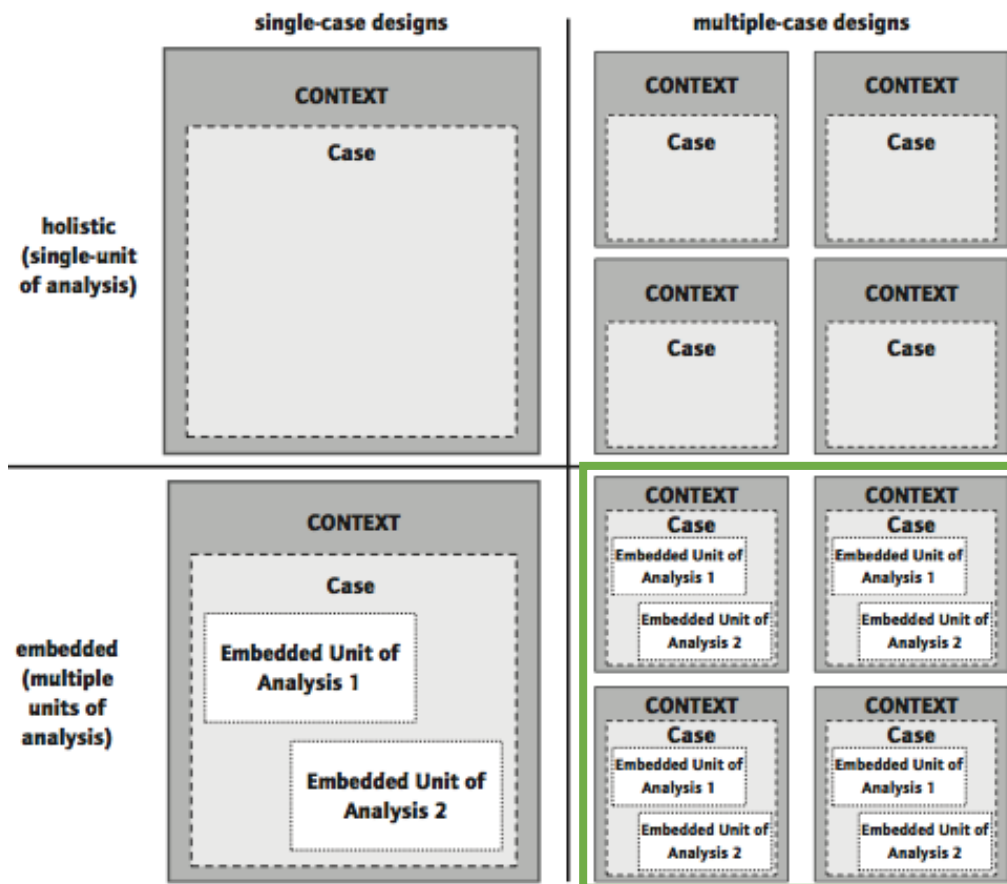 single-case designs
multiple-case designs
holistic
(single-unit
of analysis)
CONTEXT
Case
CONTEXT
Case
CONTEXT
Case
CONTEXT
Case
CONTEXT
Case
embedded
(multiple
units of
analysis)
CONTEXT
Case
Embedded Unit of
Analysis 1
Embedded Unit of
Analysis 2
CONTEXT
Case
Embedded Unit of
Analysis 1
Embedded Unit of
Analysis 2
CONTEXT
Case
Embedded Unit of
Analysis 1
Embedded Unit of
Analysis 2
CONTEXT
Case
Embedded Unit of
Analysis 1
Embedded Unit of
Analysis 2
CONTEXT
Case
Embedded Unit of
Analysis 1
Embedded Unit of
Analysis 2